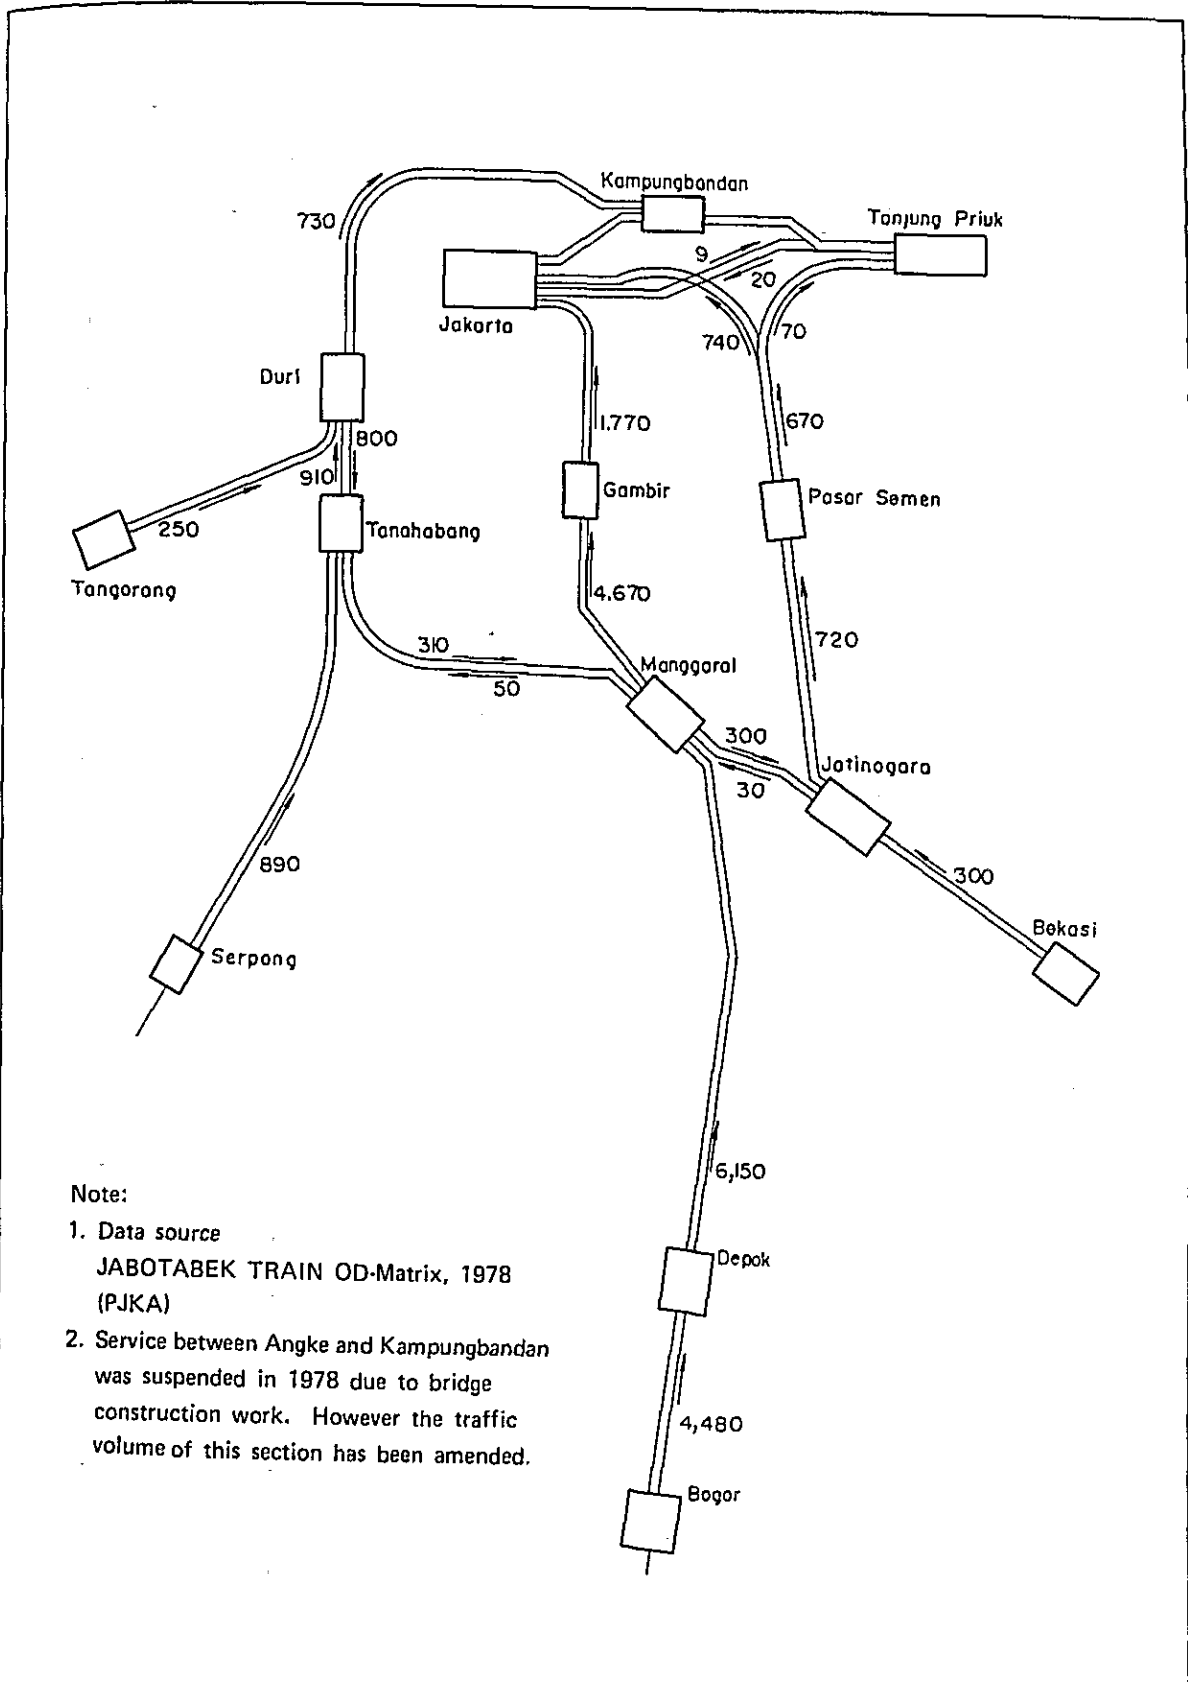 Kampungbandan
Tanjung Priuk
730
9
20
Jakarta
740
70
Duri
1.770
670
800
910
Gambir
Pasar Semen
250
Tanahabang
Tangorang
4.670
720
310
50
Manggaral
300
30
Jatinogara
890
300
Bekasi
Serpong
6,150
Depok
4,480
Bogor
Note:
1. Data source
JABOTABEK TRAIN OD-Matrix, 1978
(PJKA)
2. Service between Angke and Kampungbandan
was suspended in 1978 due to bridge
construction work. However the traffic
volume of this section has been amended.